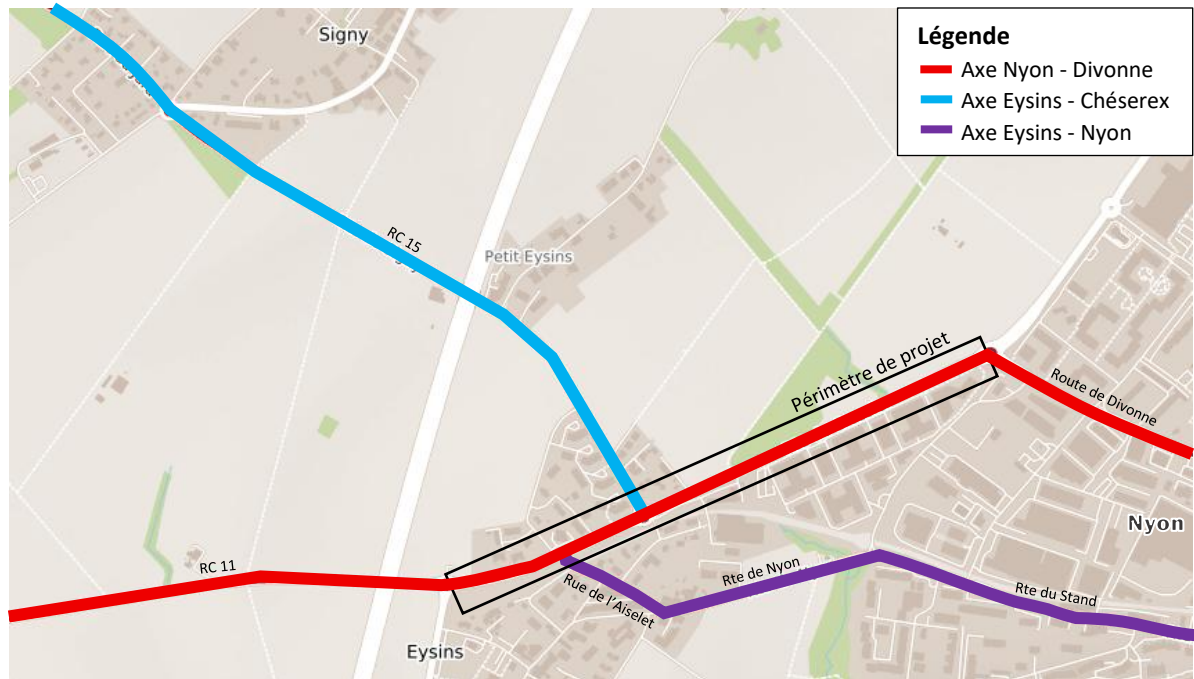 Signy
Légende
Axe Nyon - Divonne
Axe Eysins - Chéserex
Axe Eysins - Nyon
RC 15
Petit Eysins
Périmètre de projet
Route de Divonne
Nyon
RC 11
Rte de Nyon
Rue de l'Aiselet
Rte du Stand
Eysins